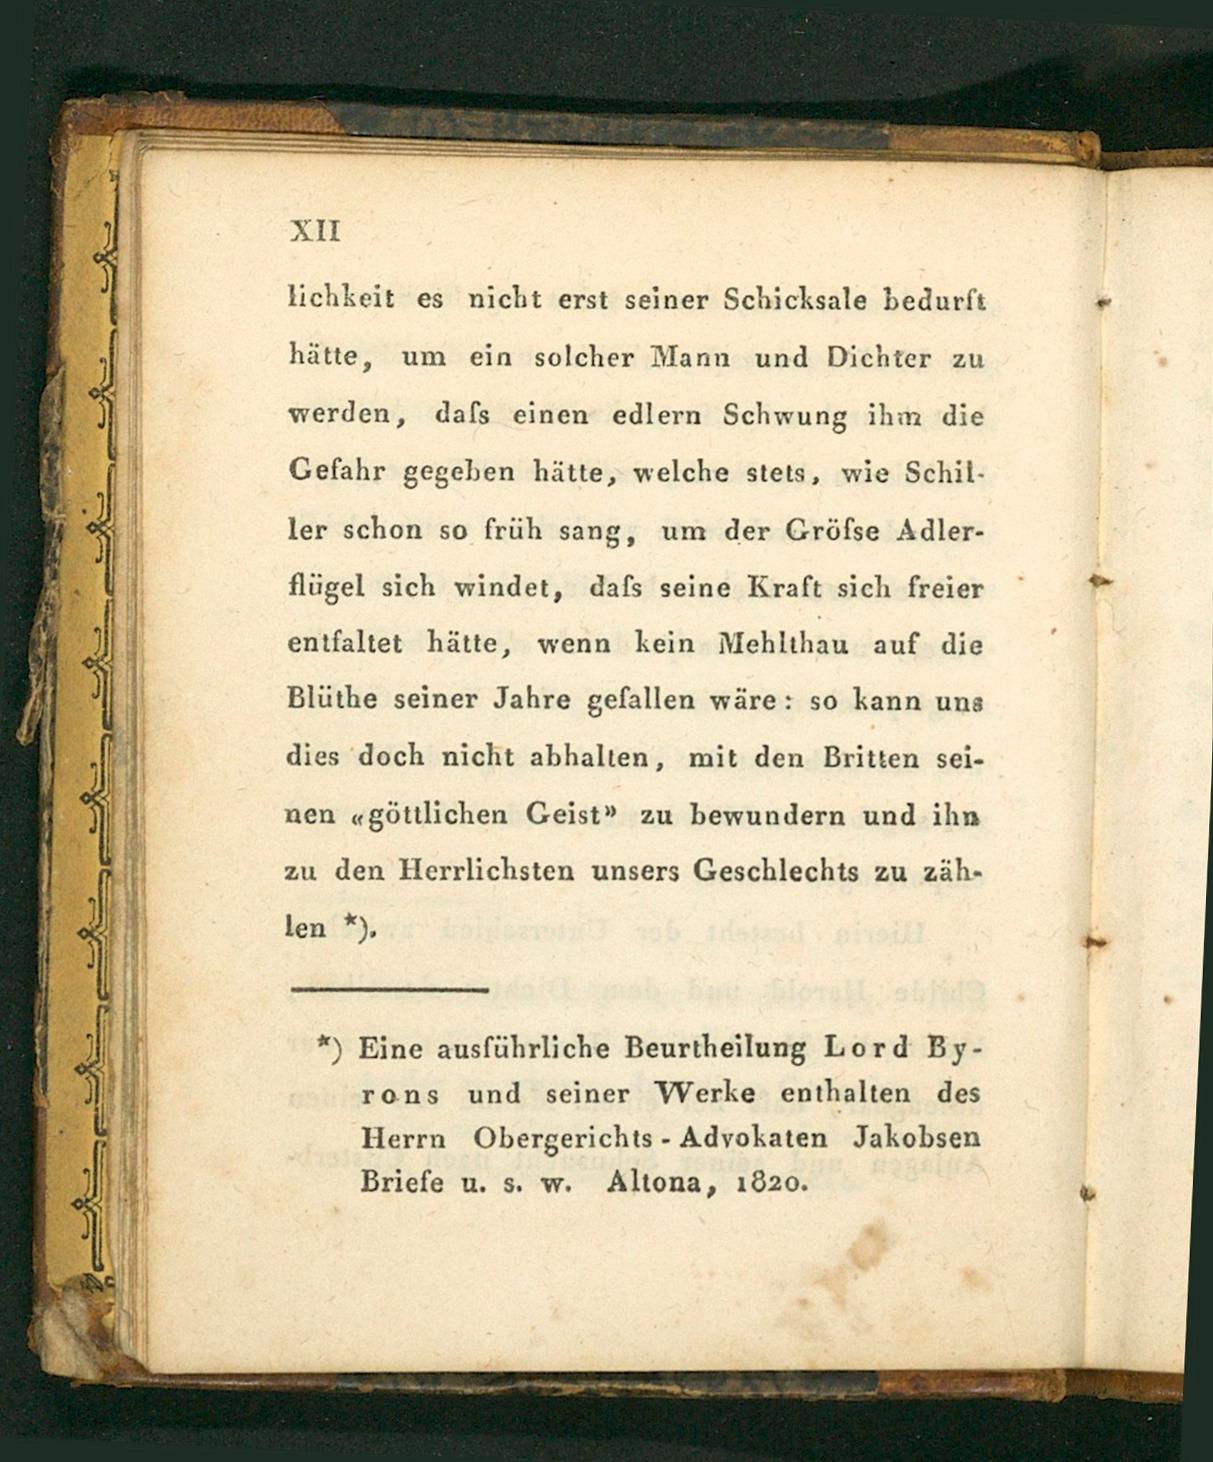 XII
lichkeit es nicht erst seiner Schicksale bedurft
hätte, um ein solcher Mann und Dichter zu
werden, daſs einen edlern Schwung ihm die
Gefahr gegeben hätte, welche stets, wie Schil-
ler schon so früh sang, um der Gröſse Adler-
flügel sich windet, daſs seine Kraft sich freier
entfaltet hätte, wenn kein Mehlthau auf die
Blüthe seiner Jahre gefallen wäre: so kann uns
dies doch nicht abhalten, mit den Britten sei-
nen «göttlichen Geist» zu bewundern und ihn
zu den Herrlichsten unsers Geschlechts zu zäh-
len *).
*) Eine ausführliche Beurtheilung Lord By-
rons und seiner Werke enthalten des
Herrn Obergerichts-Advokaten Jakobsen
Briefe u. s. w. Altona, 1820.